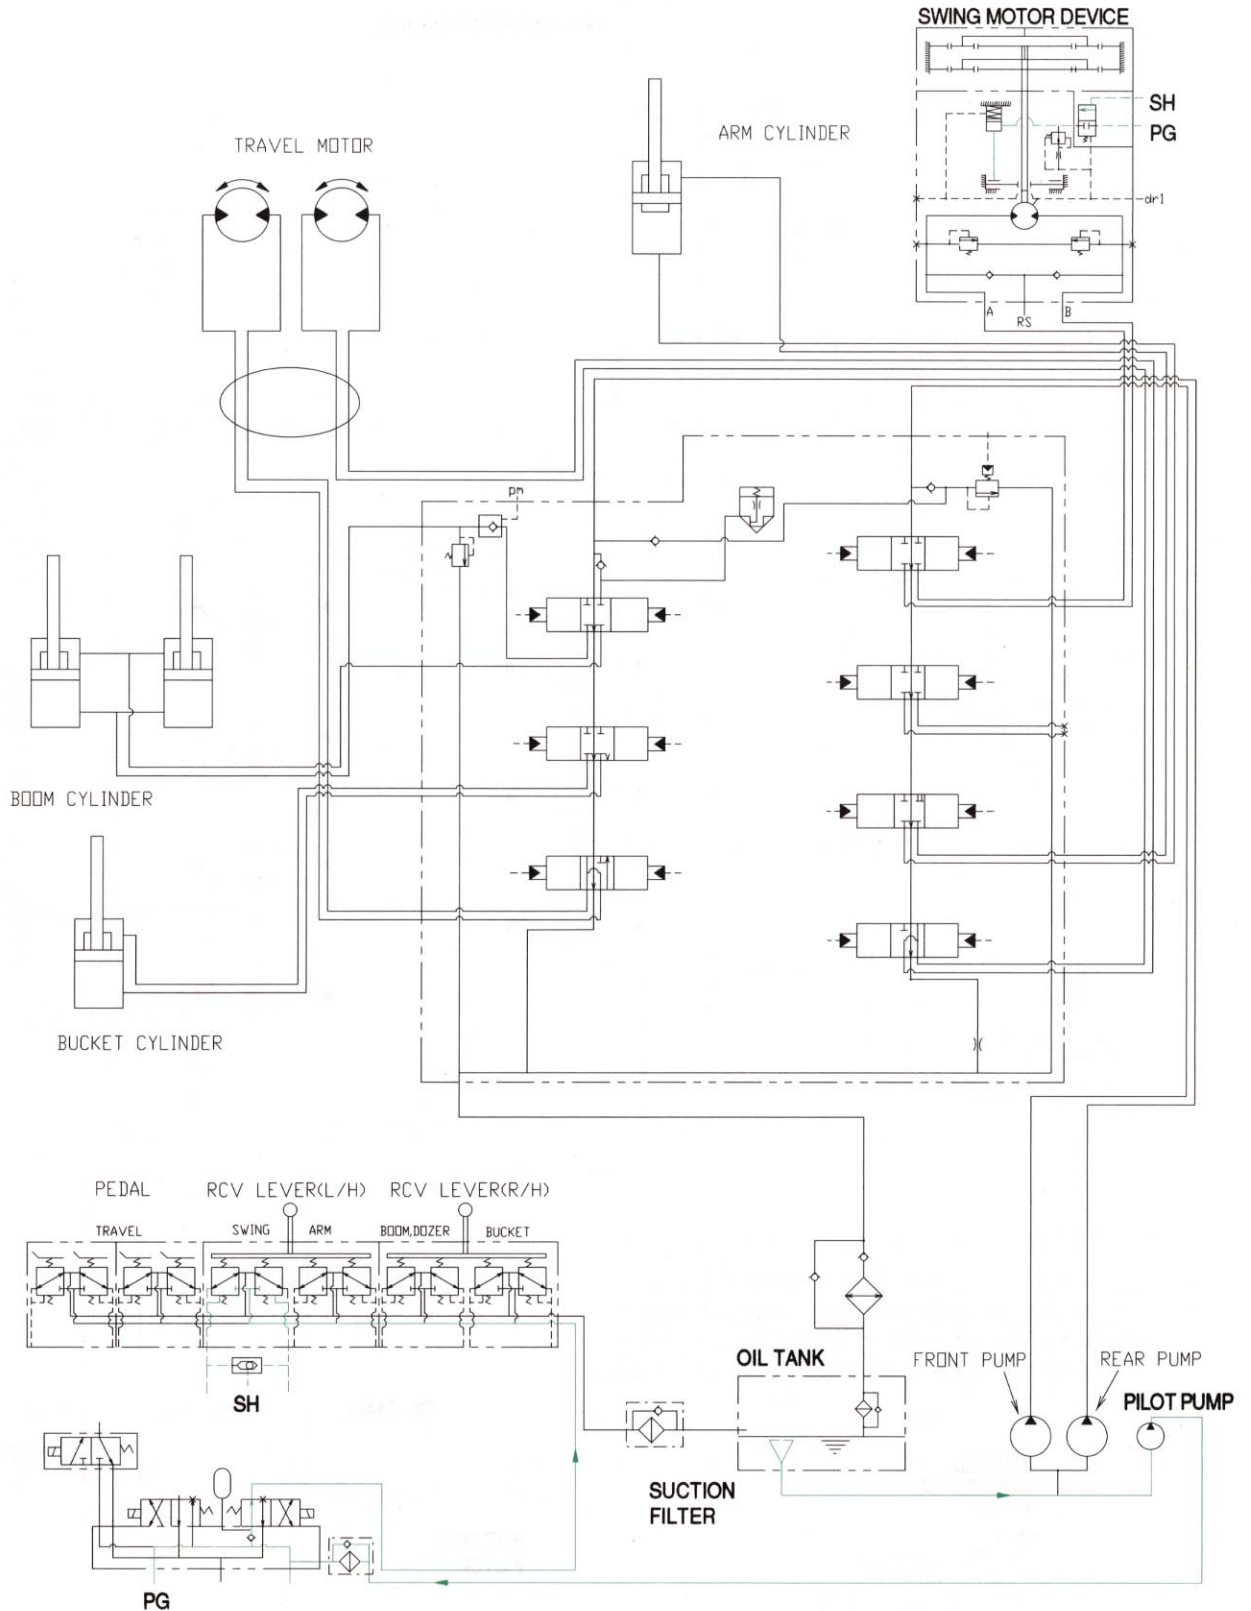 SWING MOTOR DEVICE
SH
PG
TRAVEL MOTOR
ARM CYLINDER
dr1
A
B
RS
pm
BOOM CYLINDER
BUCKET CYLINDER
PEDAL
RCV LEVER(L/H)
RCV LEVER(R/H)
TRAVEL
SWING
ARM
BOOM,DOZER
BUCKET
OIL TANK
FRONT PUMP
REAR PUMP
PILOT PUMP
SH
SUCTION
FILTER
PG